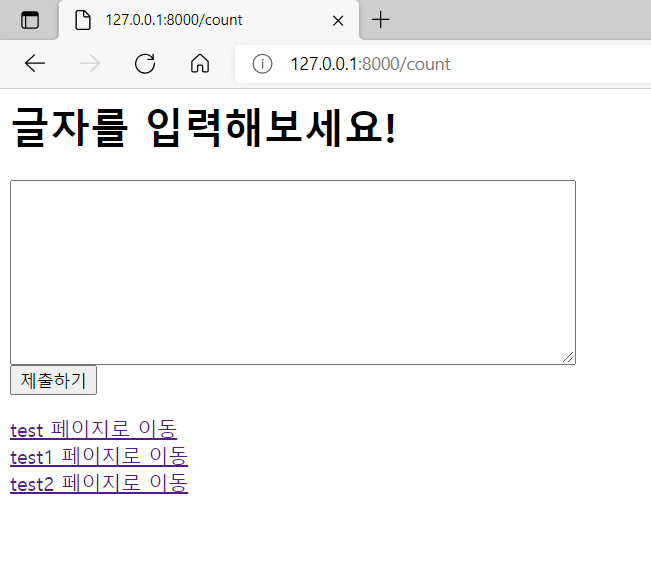 127.0.0.1:8000/count
127.0.0.1:8000/count
글자를 입력해보세요!
제출하기
test 페이지로 이동
test1 페이지로 이동
test2 페이지로 이동